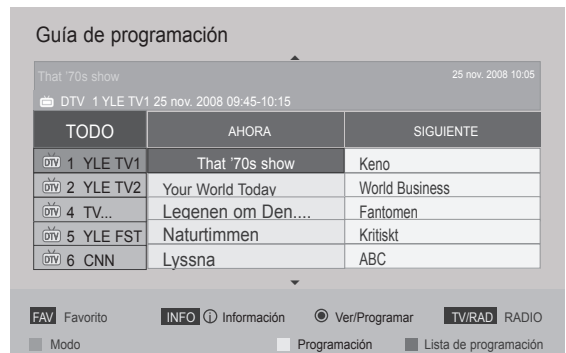 Guía de programación
That '70s show 25 nov. 2008 10:05
DTV 1 YLE TV1 25 nov. 2008 09:45-10:15
TODO AHORA SIGUIENTE
DTV 1 YLE TV1 That '70s show Keno
DTV 2 YLE TV2 Your World Today World Business
DTV 4 TV... Legenen om Den.... Fantomen
DTV 5 YLE FST Naturtimmen Kritiskt
DTV 6 CNN Lyssna ABC
FAV Favorito INFO i Información Ver/Programar TV/RAD RADIO
Modo Programación Lista de programación